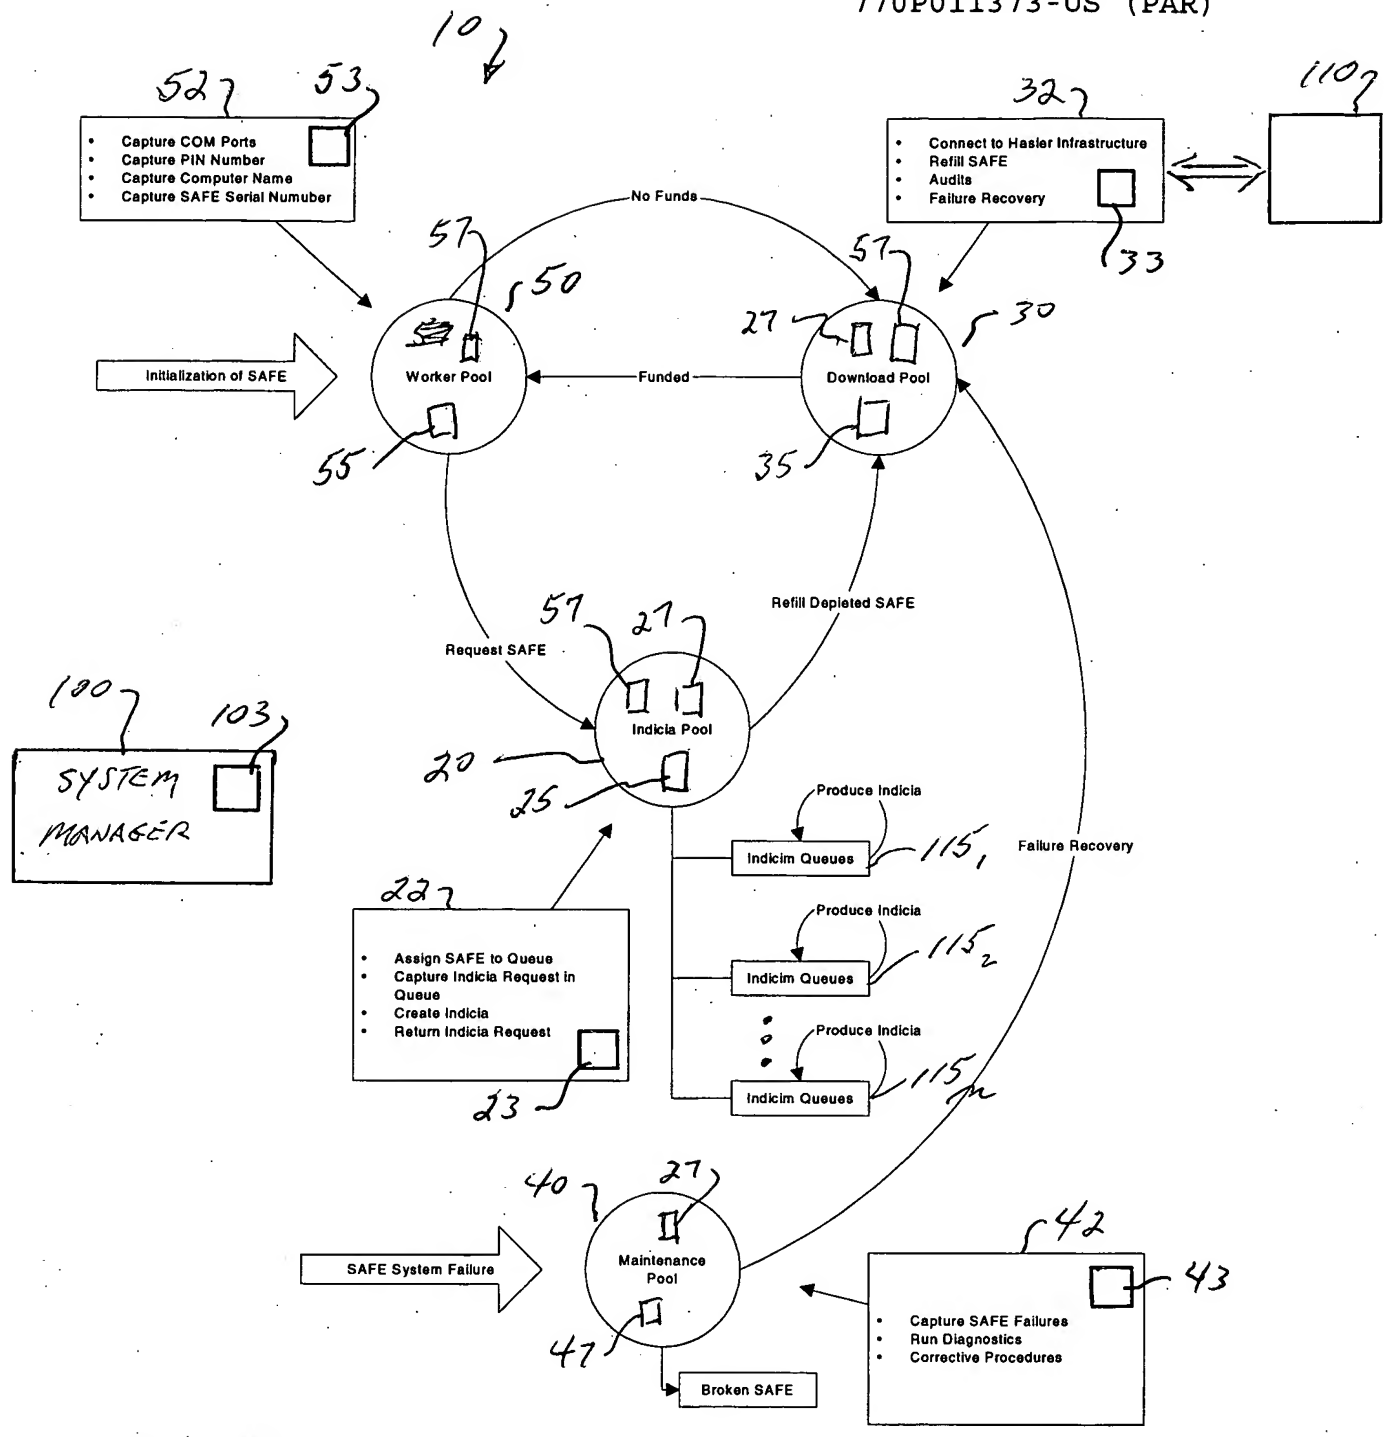 770P011373-US (PAR)
10
52
53
32
110
• Capture COM Ports
• Capture PIN Number
• Capture Computer Name
• Capture SAFE Serial Numuber
• Connect to Hasler Infrastructure
• Refill SAFE
• Audits
• Failure Recovery
33
No Funds
57
50
57
27
30
Initialization of SAFE
Worker Pool
Funded
Download Pool
55
35
Refill Depleted SAFE
57
27
Request SAFE
100
103
SYSTEM
MANAGER
Indicia Pool
20
25
Produce Indicia
Indicim Queues
115₁
Failure Recovery
22
Produce Indicia
• Assign SAFE to Queue
• Capture Indicia Request in
Queue
• Create Indicia
• Return Indicia Request
Indicim Queues
115₂
Produce Indicia
Indicim Queues
115n
23
40
27
42
SAFE System Failure
Maintenance
Pool
43
47
• Capture SAFE Failures
• Run Diagnostics
• Corrective Procedures
Broken SAFE